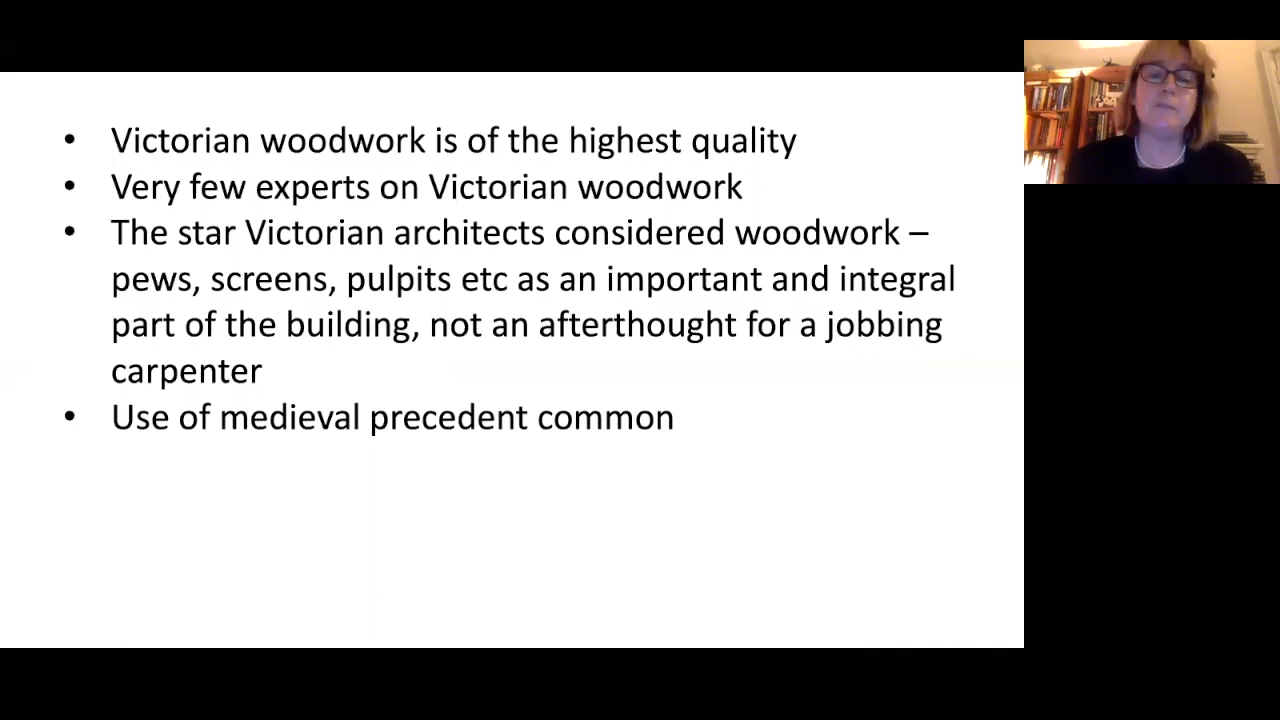 • Victorian woodwork is of the highest quality
• Very few experts on Victorian woodwork
• The star Victorian architects considered woodwork –
pews, screens, pulpits etc as an important and integral
part of the building, not an afterthought for a jobbing
carpenter
• Use of medieval precedent common